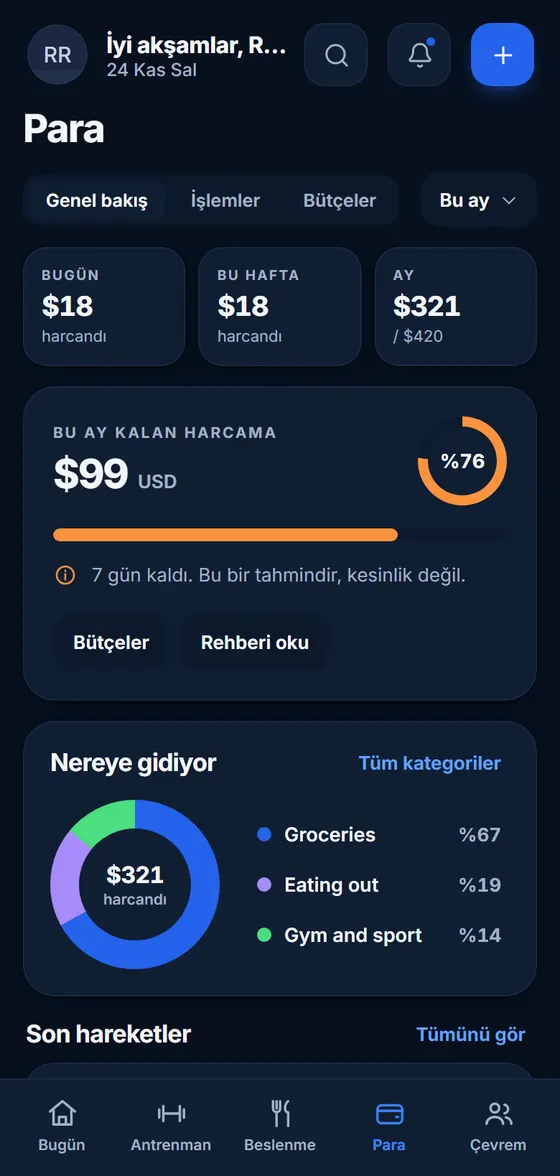 RR
İyi akşamlar, R...
24 Kas Sal
Para
Genel bakış
İşlemler
Bütçeler
Bu ay
BUGÜN
$18
harcandı
BU HAFTA
$18
harcandı
AY
$321
/ $420
BU AY KALAN HARCAMA
$99 USD
%76
7 gün kaldı. Bu bir tahmindir, kesinlik değil.
Bütçeler
Rehberi oku
Nereye gidiyor
Tüm kategoriler
$321
harcandı
Groceries %67
Eating out %19
Gym and sport %14
Son hareketler
Tümünü gör
Bugün
Antrenman
Beslenme
Para
Çevrem